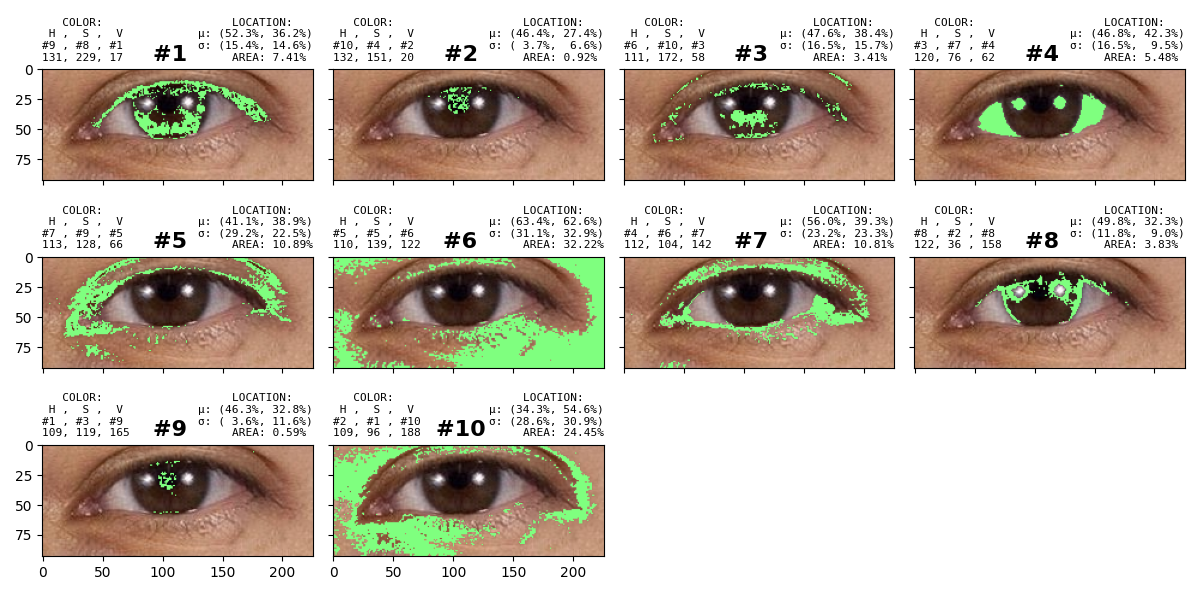 COLOR: LOCATION:
H , S , V μ: (52.3%, 36.2%)
#9 , #8 , #1 #1 σ: (15.4%, 14.6%)
131, 229, 17 AREA: 7.41%
COLOR: LOCATION:
H , S , V μ: (46.4%, 27.4%)
#10, #4 , #2 #2 σ: ( 3.7%, 6.6%)
132, 151, 20 AREA: 0.92%
COLOR: LOCATION:
H , S , V μ: (47.6%, 38.4%)
#6 , #10, #3 #3 σ: (16.5%, 15.7%)
111, 172, 58 AREA: 3.41%
COLOR: LOCATION:
H , S , V μ: (46.8%, 42.3%)
#3 , #7 , #4 #4 σ: (16.5%, 9.5%)
120, 76 , 62 AREA: 5.48%
0
25
50
75
COLOR: LOCATION:
H , S , V μ: (41.1%, 38.9%)
#7 , #9 , #5 #5 σ: (29.2%, 22.5%)
113, 128, 66 AREA: 10.89%
COLOR: LOCATION:
H , S , V μ: (63.4%, 62.6%)
#5 , #5 , #6 #6 σ: (31.1%, 32.9%)
110, 139, 122 AREA: 32.22%
COLOR: LOCATION:
H , S , V μ: (56.0%, 39.3%)
#4 , #6 , #7 #7 σ: (23.2%, 23.3%)
112, 104, 142 AREA: 10.81%
COLOR: LOCATION:
H , S , V μ: (49.8%, 32.3%)
#8 , #2 , #8 #8 σ: (11.8%, 9.0%)
122, 36 , 158 AREA: 3.83%
0
25
50
75
COLOR: LOCATION:
H , S , V μ: (46.3%, 32.8%)
#1 , #3 , #9 #9 σ: ( 3.6%, 11.6%)
109, 119, 165 AREA: 0.59%
COLOR: LOCATION:
H , S , V μ: (34.3%, 54.6%)
#2 , #1 , #10 #10 σ: (28.6%, 30.9%)
109, 96 , 188 AREA: 24.45%
0
25
50
75
0 50 100 150 200
0 50 100 150 200